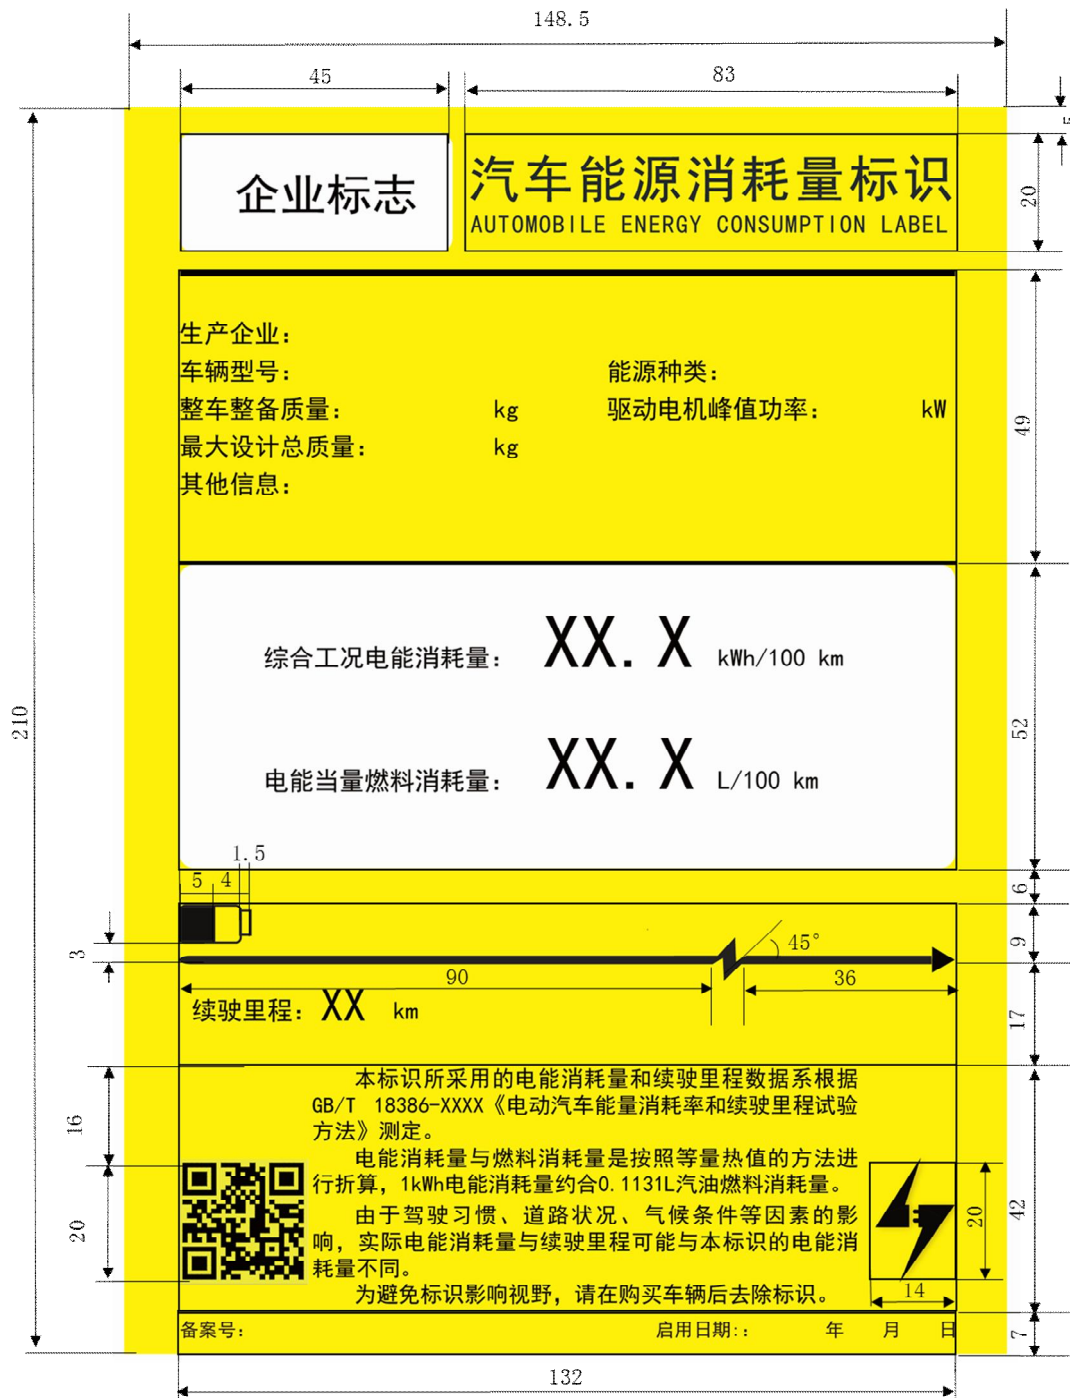 148.5
45
83
5
企业标志
汽车能源消耗量标识
AUTOMOBILE ENERGY CONSUMPTION LABEL
20
生产企业：
车辆型号： 能源种类：
整车整备质量： kg 驱动电机峰值功率： kW
最大设计总质量： kg
其他信息：
49
210
综合工况电能消耗量： XX.X kWh/100 km
电能当量燃料消耗量： XX.X L/100 km
52
1.5
5 4
6
3
45°
9
90
36
续驶里程：XX km
17
本标识所采用的电能消耗量和续驶里程数据系根据
GB/T 18386-XXXX《电动汽车能量消耗率和续驶里程试验
方法》测定。
电能消耗量与燃料消耗量是按照等量热值的方法进
行折算，1kWh电能消耗量约合0.1131L汽油燃料消耗量。
由于驾驶习惯、道路状况、气候条件等因素的影
响，实际电能消耗量与续驶里程可能与本标识的电能消
耗量不同。
为避免标识影响视野，请在购买车辆后去除标识。
16
20
20
14
42
备案号： 启用日期：： 年 月 日
7
132